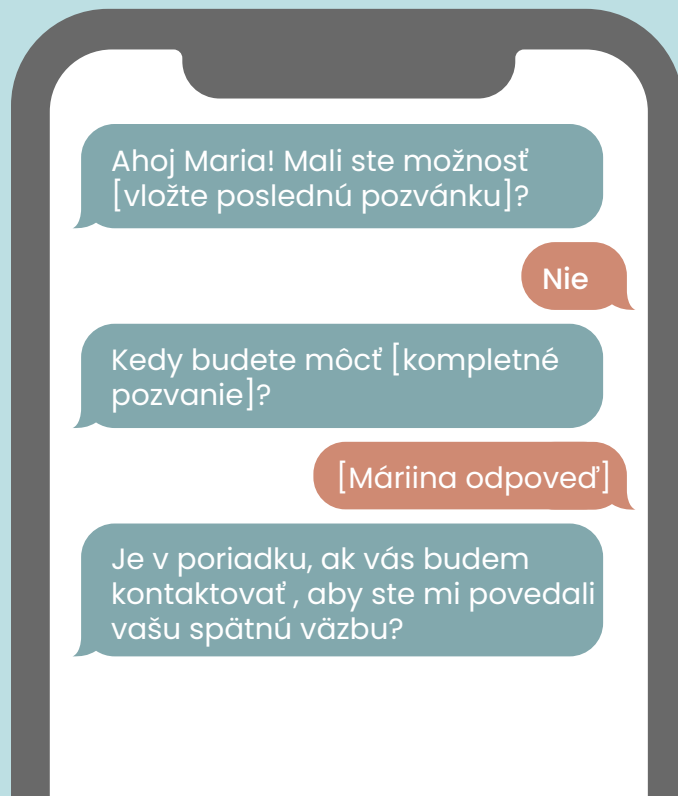 Ahoj Maria! Mali ste možnosť
[vložte poslednú pozvánku]?
Nie
Kedy budete môcť [kompletné
pozvanie]?
[Máriina odpoveď]
Je v poriadku, ak vás budem
kontaktovať , aby ste mi povedali
vašu spätnú väzbu?